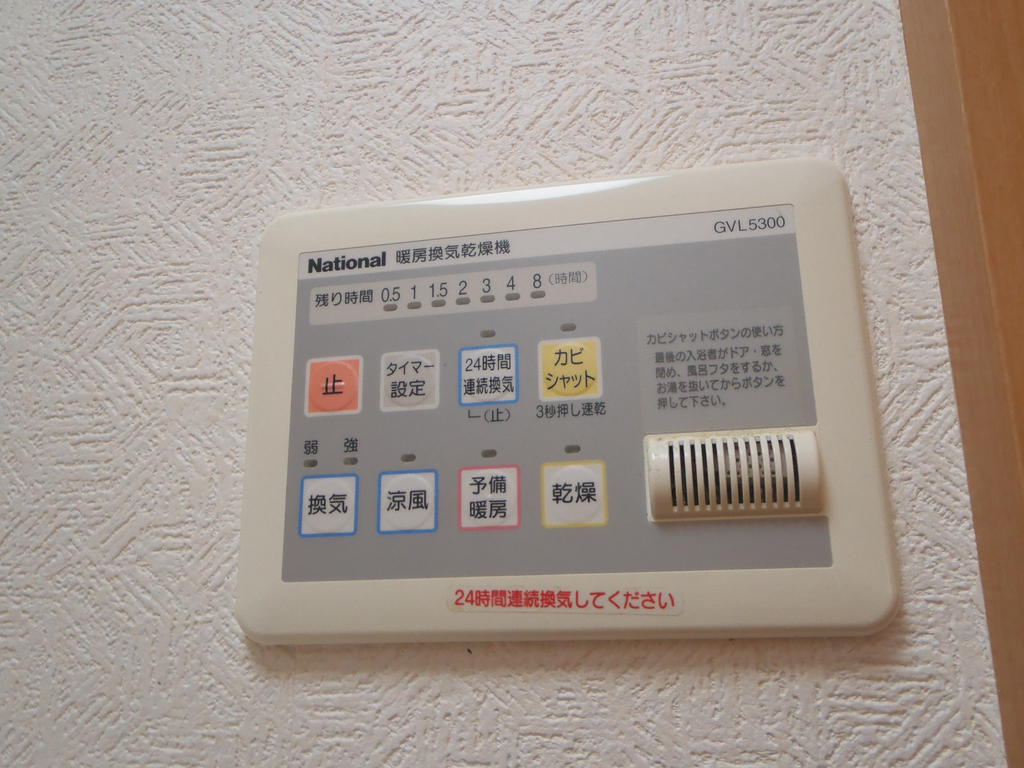 National 暖房換気乾燥機 GVL5300
残り時間 0.5 1 1.5 2 3 4 8 (時間)
止
タイマー
設定
24時間
連続換気
(止)
カビ
シャット
3秒押し速乾
カビシャットボタンの使い方
最後の入浴者がドア・窓を
閉め、風呂フタをするか、
お湯を抜いてからボタンを
押して下さい。
弱 強
換気
涼風
予備
暖房
乾燥
24時間連続換気してください